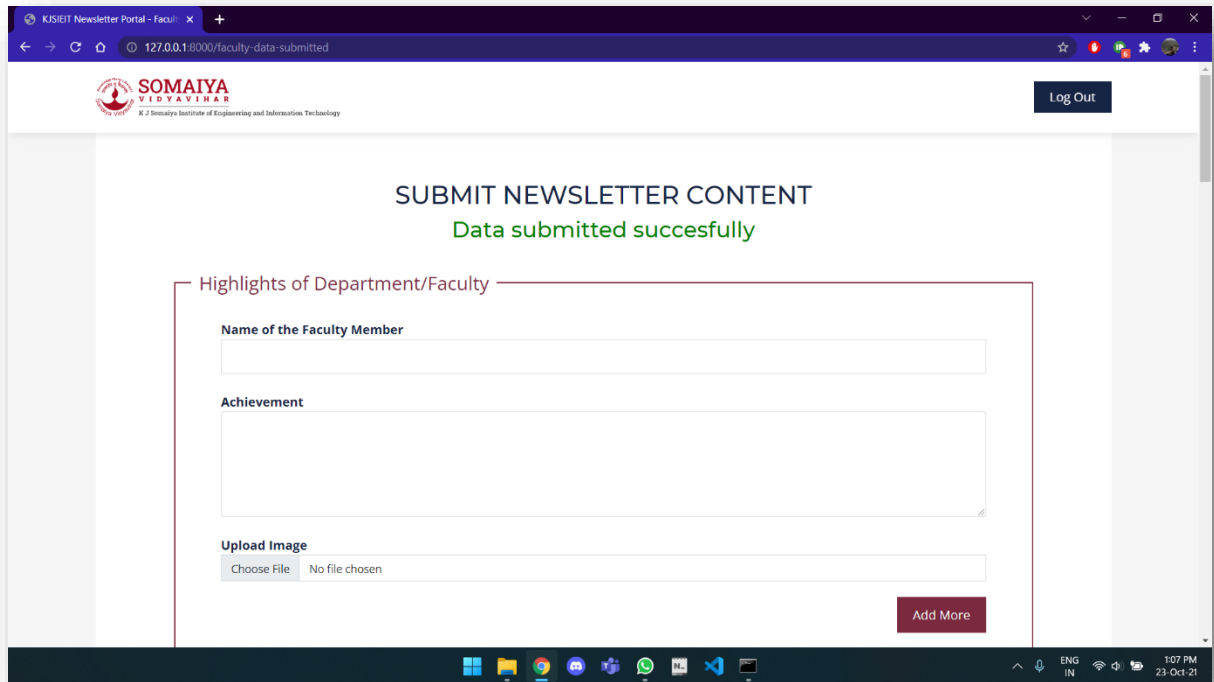 KJSIEIT Newsletter Portal - Facult
127.0.0.1:8000/faculty-data-submitted
6
SOMAIYA
VIDYAVIHAR
K J Somaiya Institute of Engineering and Information Technology
Log Out
SUBMIT NEWSLETTER CONTENT
Data submitted succesfully
Highlights of Department/Faculty
Name of the Faculty Member
Achievement
Upload Image
Choose File No file chosen
Add More
N..
ENG
IN
1:07 PM
23-Oct-21